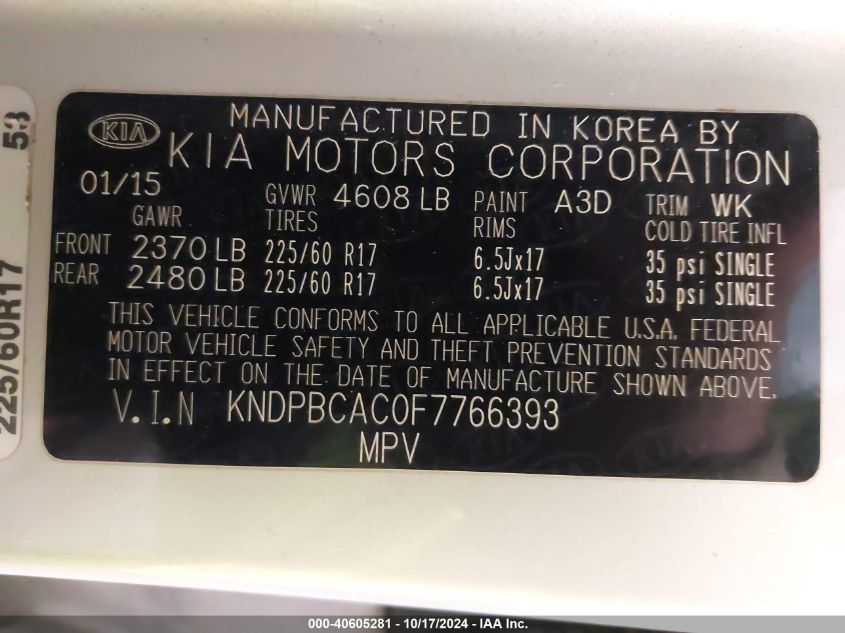 MANUFACTURED IN KOREA BY
KIA KIA MOTORS CORPORATION
01/15 GVWR 4608 LB PAINT A3D TRIM WK
GAWR TIRES RIMS COLD TIRE INFL
FRONT 2370 LB 225/60 R17 6.5Jx17 35 psi SINGLE
REAR 2480 LB 225/60 R17 6.5Jx17 35 psi SINGLE
THIS VEHICLE CONFORMS TO ALL APPLICABLE U.S.A. FEDERAL
MOTOR VEHICLE SAFETY AND THEFT PREVENTION STANDARDS
IN EFFECT ON THE DATE OF MANUFACTURE SHOWN ABOVE.
V.I.N KNDPBCAC0F7766393
MPV
225/60R17 53
000-40605281 - 10/17/2024 - IAA Inc.